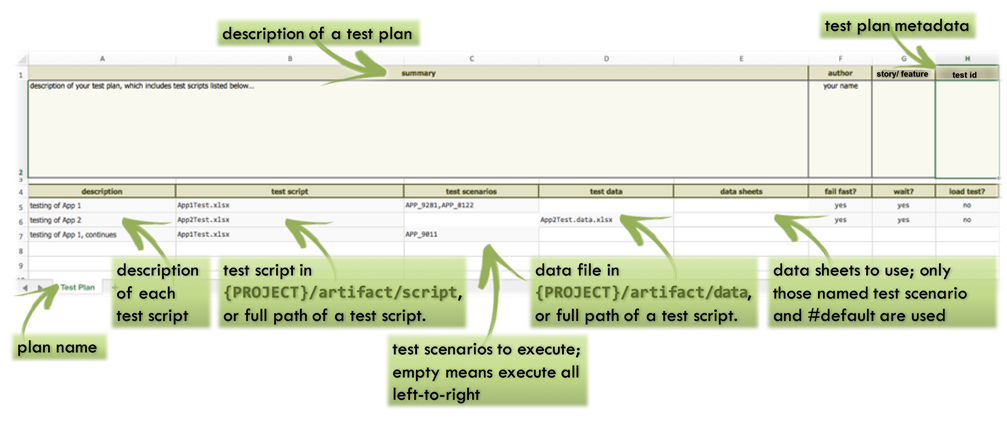 description of a test plan
test plan metadata
A B C D E F G H
1 summary author story/ feature test id
description of your test plan, which includes test scripts listed below... your name
2
3
4 description test script test scenarios test data data sheets fail fast? wait? load test?
5 testing of App 1 App1Test.xlsx APP_9281,APP_8122 yes yes no
6 testing of App 2 App2Test.xlsx App2Test.data.xlsx yes yes no
7 testing of App 1, continues App1Test.xlsx APP_9011
8
9
Test Plan +
description
of each
test script
test script in
{PROJECT}/artifact/script,
or full path of a test script.
data file in
{PROJECT}/artifact/data,
or full path of a test script.
data sheets to use; only
those named test scenario
and #default are used
plan name
test scenarios to execute;
empty means execute all
left-to-right